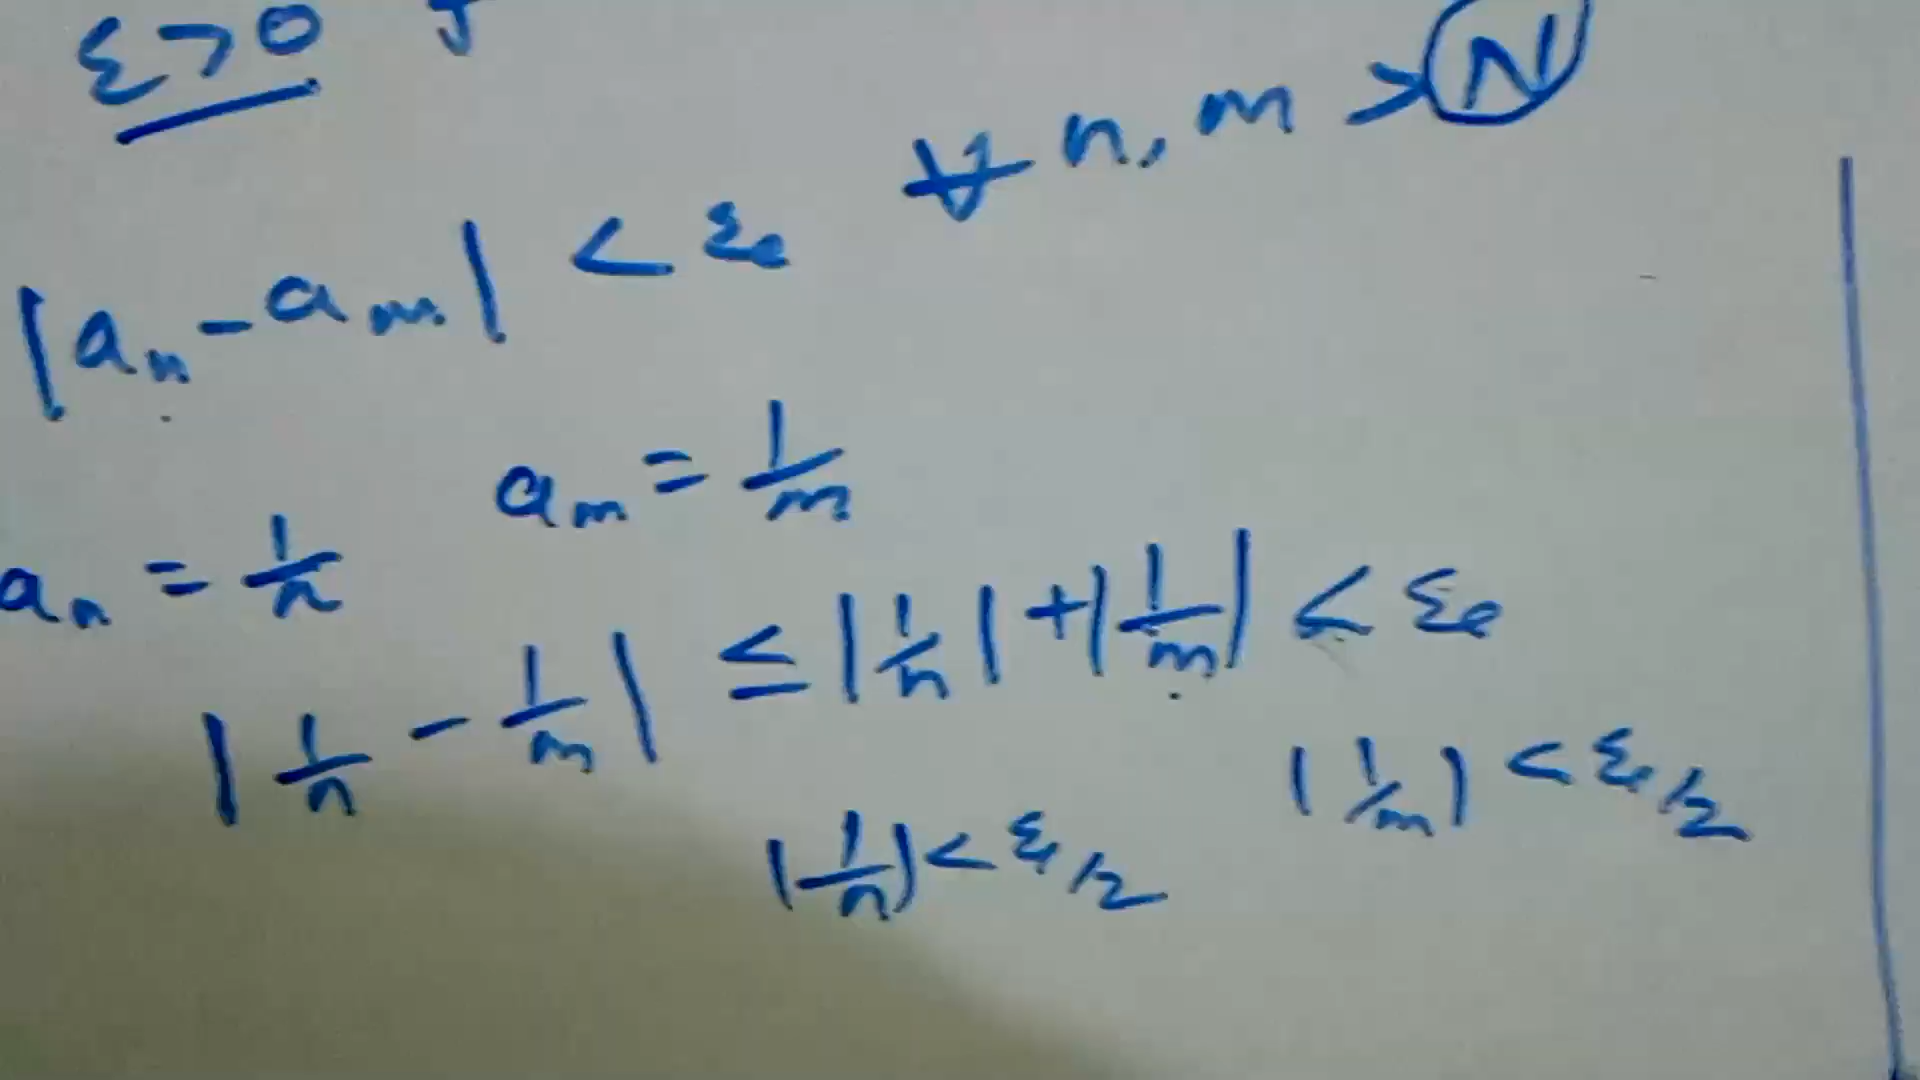 ε > 0
∀ n, m > N
|aₙ - aₘ| < ε
aₙ = 1/n aₘ = 1/m
|1/n - 1/m| ≤ |1/n| + |1/m| < ε
|1/n| < ε/2 |1/m| < ε/2